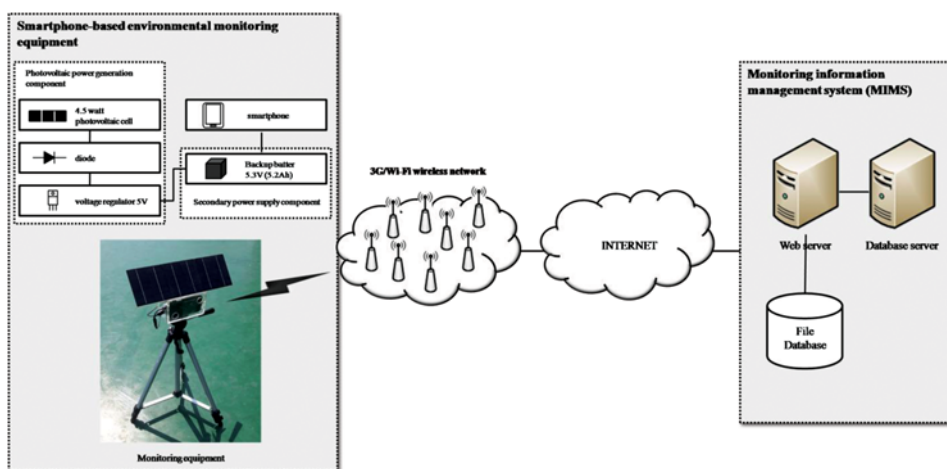 Smartphone-based environmental monitoring
equipment
Photovoltaic power generation
component
4.5 watt
photovoltaic cell
diode
voltage regulator 5V
smartphone
Backup batter
5.3V (5.2Ah)
Secondary power supply component
Monitoring equipment
3G/Wi-Fi wireless network
INTERNET
Monitoring information
management system (MIMS)
Web server
Database server
File
Database